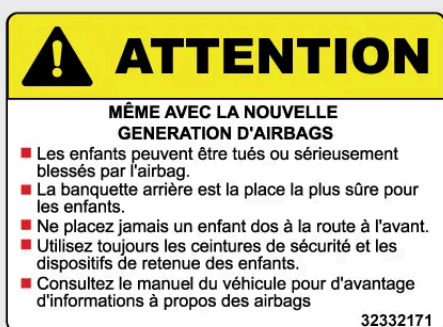 ATTENTION
MÊME AVEC LA NOUVELLE
GENERATION D'AIRBAGS
Les enfants peuvent être tués ou sérieusement
blessés par l'airbag.
La banquette arrière est la place la plus sûre pour
les enfants.
Ne placez jamais un enfant dos à la route à l'avant.
Utilisez toujours les ceintures de sécurité et les
dispositifs de retenue des enfants.
Consultez le manuel du véhicule pour d'avantage
d'informations à propos des airbags
32332171